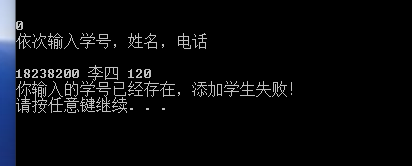 0
依次输入学号，姓名，电话
18238200 李四 120
你输入的学号已经存在，添加学生失败！
请按任意键继续. . .